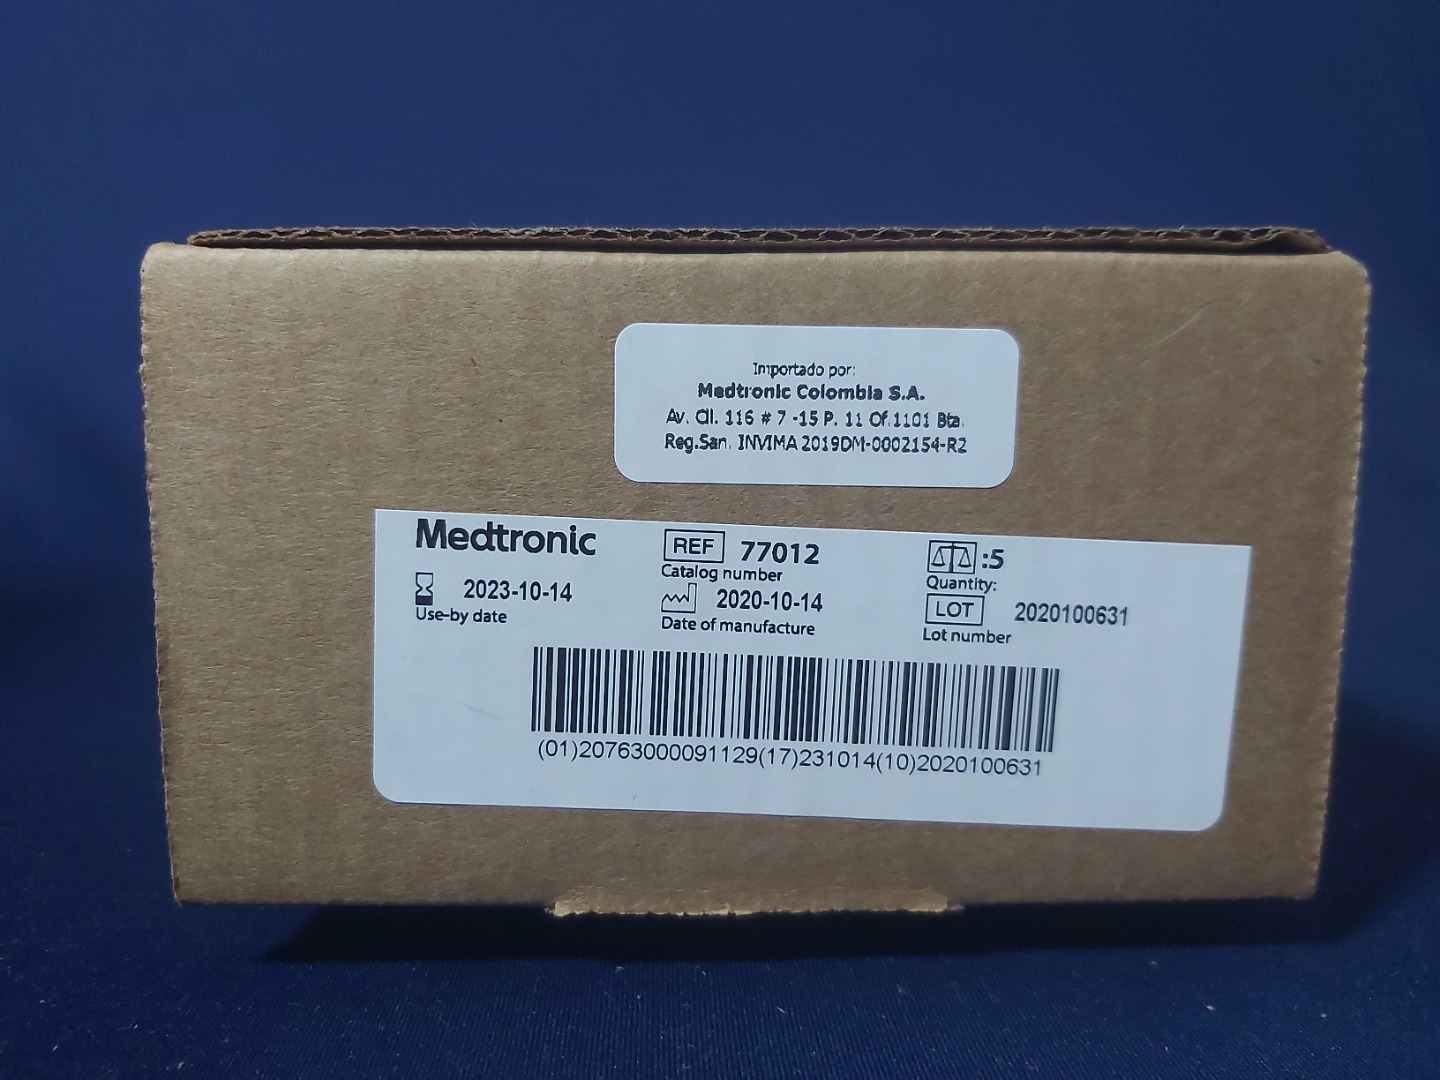 Importado por:
Medtronic Colombia S.A.
Av. Cll. 116 # 7 -15 P. 11 Of.1101 Bta.
Reg.San. INVIMA 2019DM-0002154-R2
Medtronic
REF 77012
Catalog number
:5
Quantity:
2023-10-14
Use-by date
2020-10-14
Date of manufacture
LOT 2020100631
Lot number
(01)20763000091129(17)231014(10)2020100631